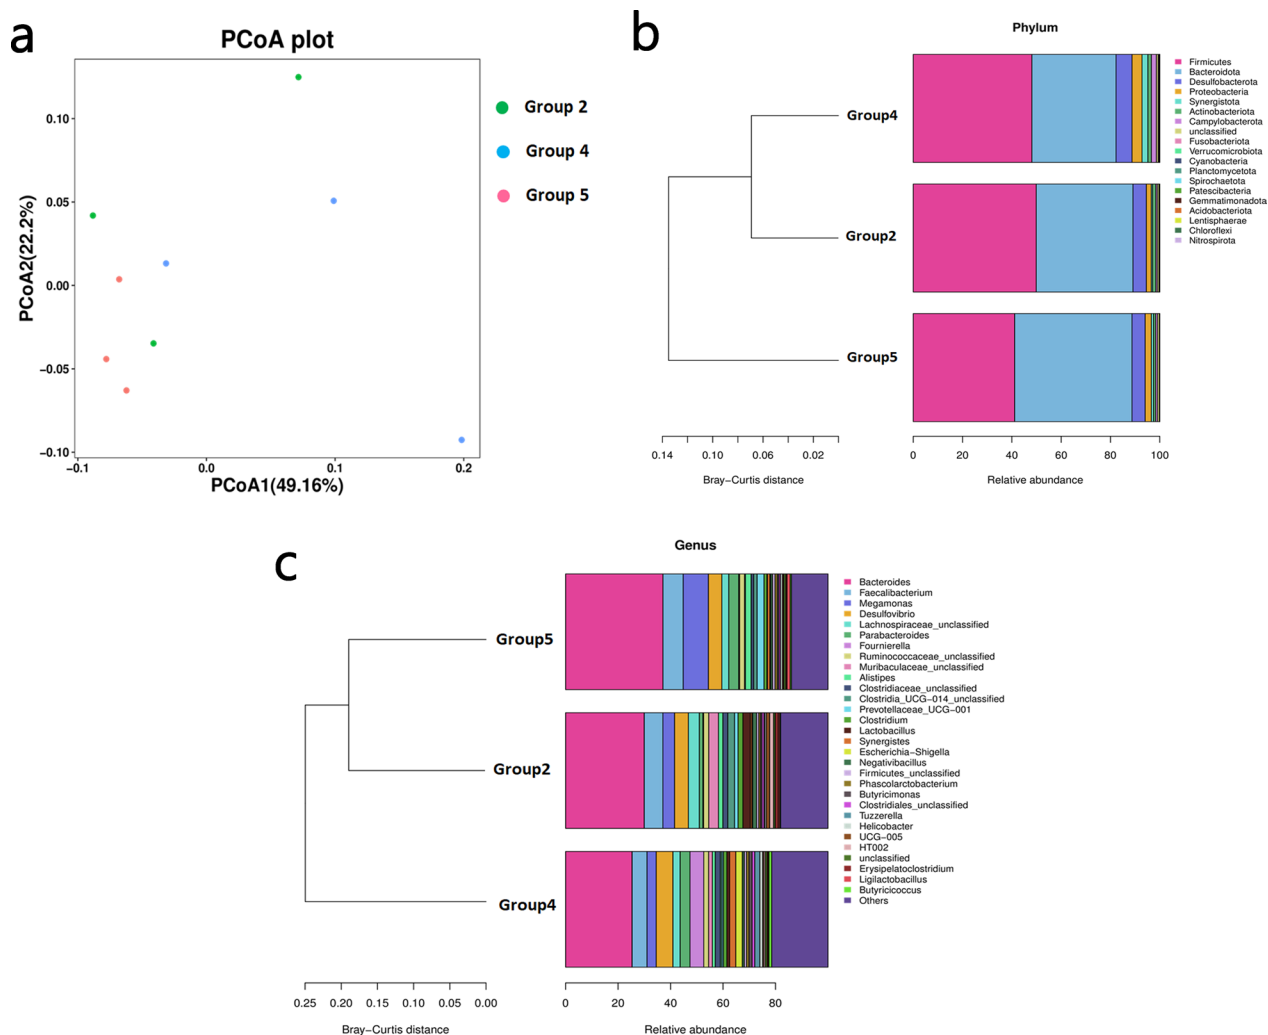 a
PCoA plot
0.10
0.05
0.00
−0.05
−0.10
−0.1
0.0
0.1
0.2
PCoA2(22.2%)
PCoA1(49.16%)
Group 2
Group 4
Group 5
b
Phylum
Group4
Group2
Group5
0.14
0.10
0.06
0.02
Bray−Curtis distance
0
20
40
60
80
100
Relative abundance
Firmicutes
Bacteroidota
Desulfobacterota
Proteobacteria
Synergistota
Actinobacteriota
Campylobacterota
unclassified
Fusobacteriota
Verrucomicrobiota
Cyanobacteria
Planctomycetota
Spirochaetota
Patescibacteria
Gemmatimonadota
Acidobacteriota
Lentisphaerae
Chloroflexi
Nitrospirota
c
Genus
Group5
Group2
Group4
0.25
0.20
0.15
0.10
0.05
0.00
Bray−Curtis distance
0
20
40
60
80
Relative abundance
Bacteroides
Faecalibacterium
Megamonas
Desulfovibrio
Lachnospiraceae_unclassified
Parabacteroides
Fournierella
Ruminococcaceae_unclassified
Muribaculaceae_unclassified
Alistipes
Clostridiaceae_unclassified
Clostridia_UCG−014_unclassified
Prevotellaceae_UCG−001
Clostridium
Lactobacillus
Synergistes
Escherichia−Shigella
Negativibacillus
Firmicutes_unclassified
Phascolarctobacterium
Butyricimonas
Clostridiales_unclassified
Tuzzerella
Helicobacter
UCG−005
HT002
unclassified
Erysipelatoclostridium
Ligilactobacillus
Butyricicoccus
Others